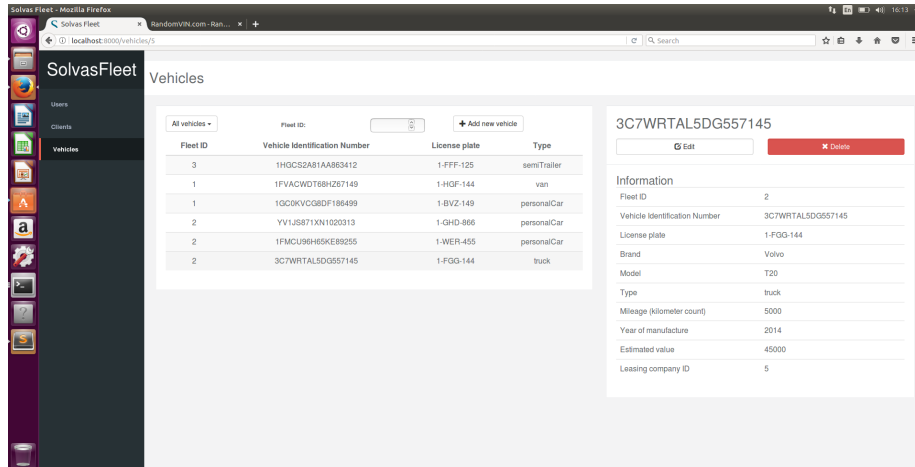 Solvas Fleet - Mozilla Firefox
En 16:13
Solvas Fleet × RandomVIN.com - Ran... × +
localhost:8000/vehicles/5
Search
SolvasFleet
Users
Clients
Vehicles
Vehicles
All vehicles Fleet ID: + Add new vehicle
Fleet ID Vehicle Identification Number License plate Type
3 1HGCS2A81AA863412 1-FFF-125 semiTrailer
1 1FVACWDT68HZ67149 1-HGF-144 van
1 1GC0KVCG8DF186499 1-BVZ-149 personalCar
2 YV1JS871XN1020313 1-GHD-866 personalCar
2 1FMCU96H65KE89255 1-WER-455 personalCar
2 3C7WRTAL5DG557145 1-FGG-144 truck
3C7WRTAL5DG557145
Edit × Delete
Information
Fleet ID 2
Vehicle Identification Number 3C7WRTAL5DG557145
License plate 1-FGG-144
Brand Volvo
Model T20
Type truck
Mileage (kilometer count) 5000
Year of manufacture 2014
Estimated value 45000
Leasing company ID 5